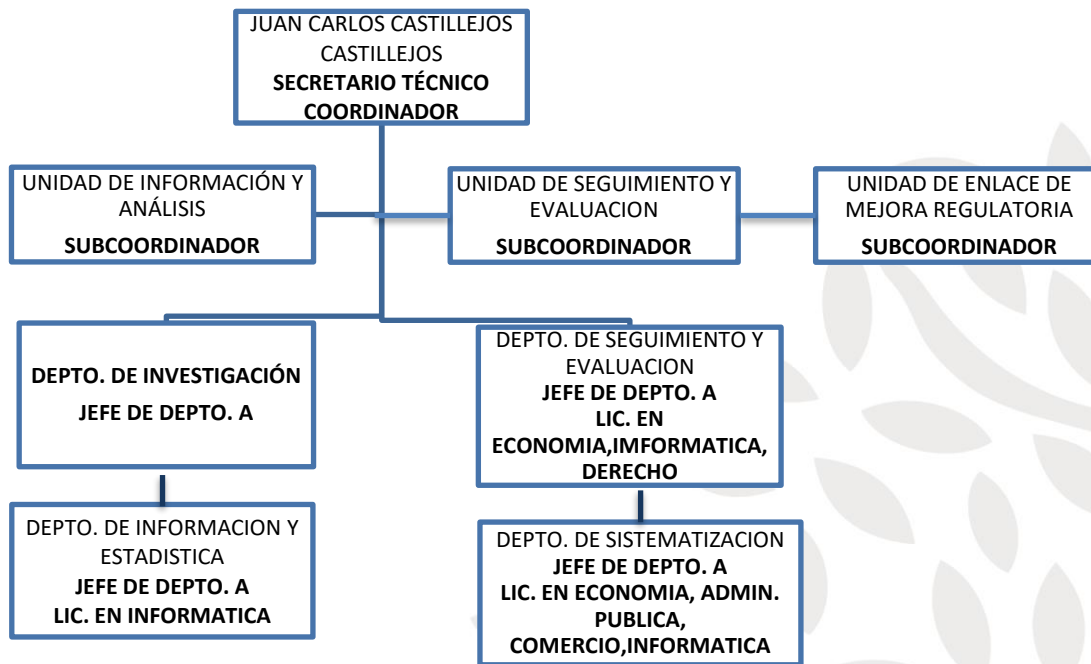 JUAN CARLOS CASTILLEJOS
CASTILLEJOS
SECRETARIO TÉCNICO
COORDINADOR
UNIDAD DE INFORMACIÓN Y
ANÁLISIS
SUBCOORDINADOR
UNIDAD DE SEGUIMIENTO Y
EVALUACION
SUBCOORDINADOR
UNIDAD DE ENLACE DE
MEJORA REGULATORIA
SUBCOORDINADOR
DEPTO. DE INVESTIGACIÓN
JEFE DE DEPTO. A
DEPTO. DE SEGUIMIENTO Y
EVALUACION
JEFE DE DEPTO. A
LIC. EN
ECONOMIA,IMFORMATICA,
DERECHO
DEPTO. DE INFORMACION Y
ESTADISTICA
JEFE DE DEPTO. A
LIC. EN INFORMATICA
DEPTO. DE SISTEMATIZACION
JEFE DE DEPTO. A
LIC. EN ECONOMIA, ADMIN.
PUBLICA,
COMERCIO,INFORMATICA